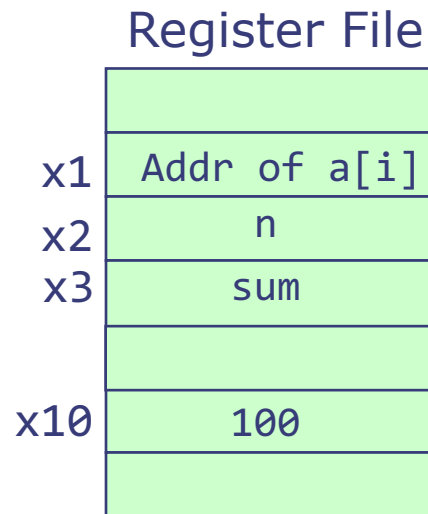 Register File
x1 Addr of a[i]
x2 n
x3 sum
x10 100